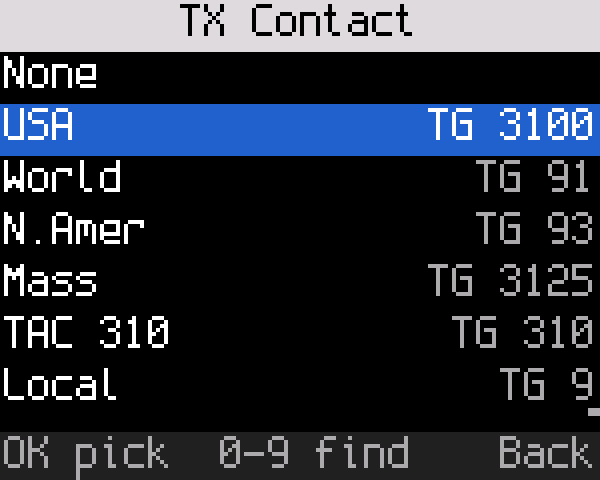 TX Contact
None
USA TG 3100
World TG 91
N.Amer TG 93
Mass TG 3125
TAC 310 TG 310
Local TG 9
OK pick 0-9 find Back